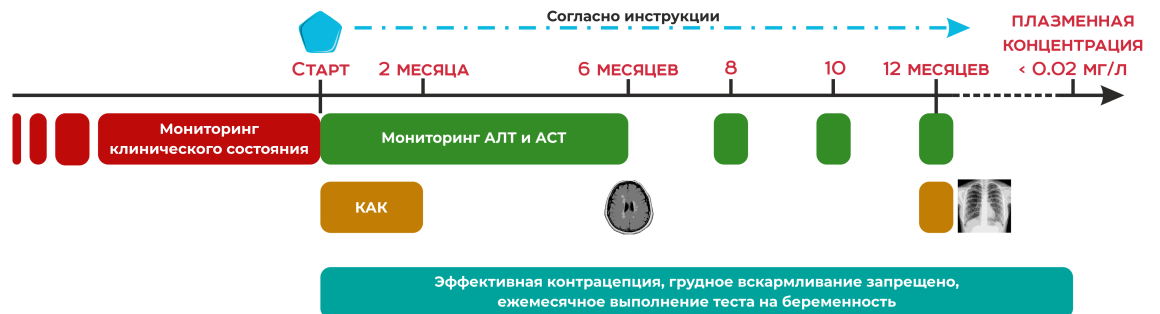 Согласно инструкции
ПЛАЗМЕННАЯ
КОНЦЕНТРАЦИЯ
< 0.02 МГ/Л
СТАРТ
2 МЕСЯЦА
6 МЕСЯЦЕВ
8
10
12 МЕСЯЦЕВ
Мониторинг
клинического состояния
Мониторинг АЛТ и АСТ
КАК
Эффективная контрацепция, грудное вскармливание запрещено,
ежемесячное выполнение теста на беременность